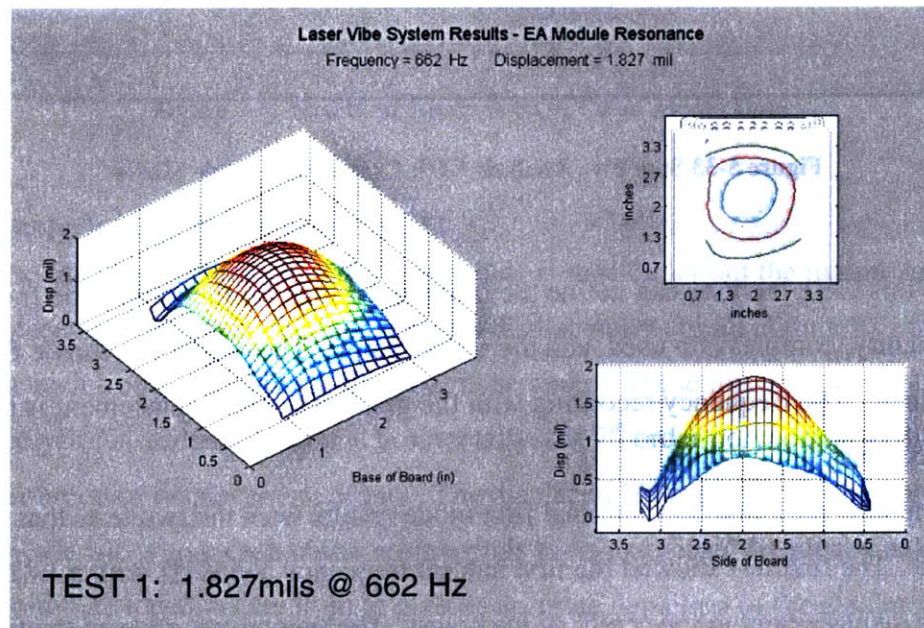 Laser Vibe System Results - EA Module Resonance
Frequency = 662 Hz Displacement = 1.827 mil
Disp (mil)
2
1
0
3.5
3
2.5
2
1.5
1
0.5
0
0
1
2
3
Base of Board (in)
inches
3.3
2.7
2
1.3
0.7
0.7 1.3 2 2.7 3.3
inches
Figure 5-33
Disp (mil)
2
1.5
1
0.5
0
3.5 3 2.5 2 1.5 1 0.5 0
Side of Board
TEST 1: 1.827mils @ 662 Hz